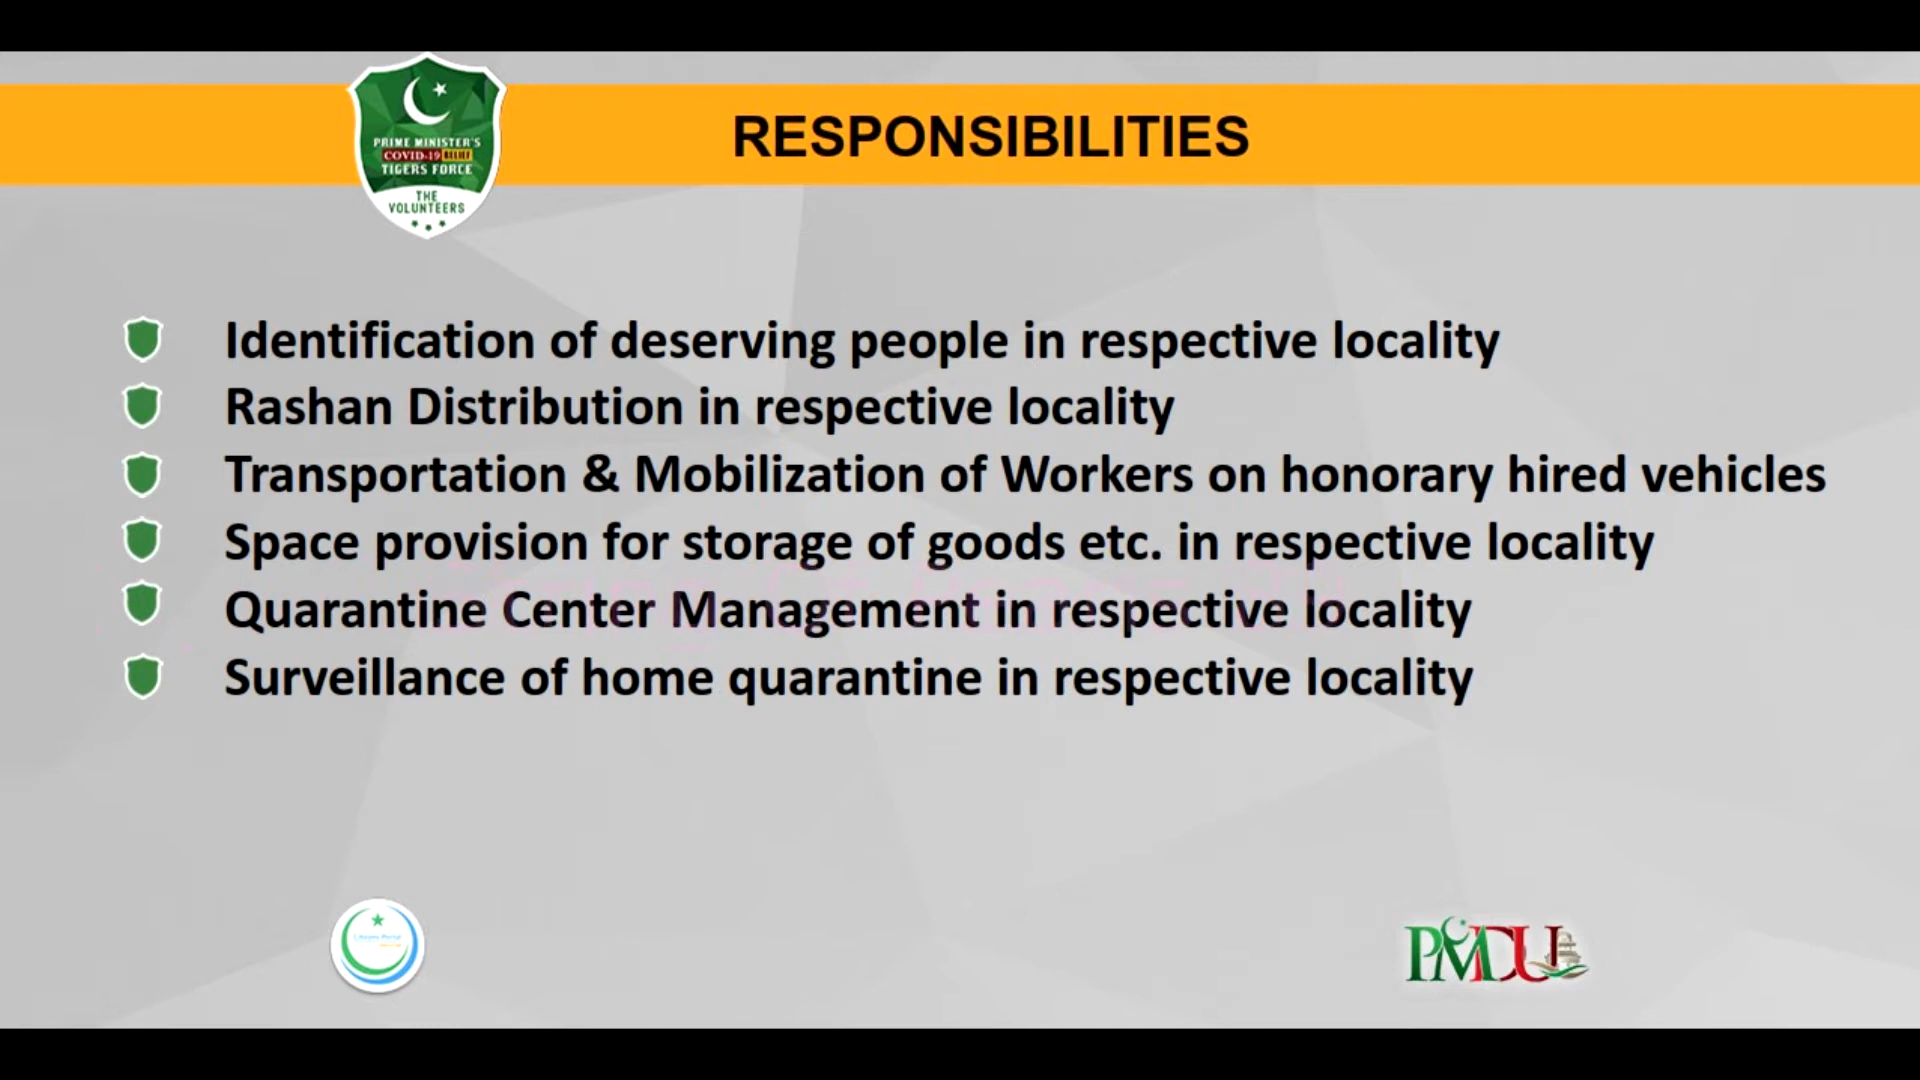 PRIME MINISTER'S
COVID-19 RELIEF
TIGERS FORCE
THE
VOLUNTEERS
RESPONSIBILITIES
Identification of deserving people in respective locality
Rashan Distribution in respective locality
Transportation & Mobilization of Workers on honorary hired vehicles
Space provision for storage of goods etc. in respective locality
Quarantine Center Management in respective locality
Surveillance of home quarantine in respective locality
PMDU